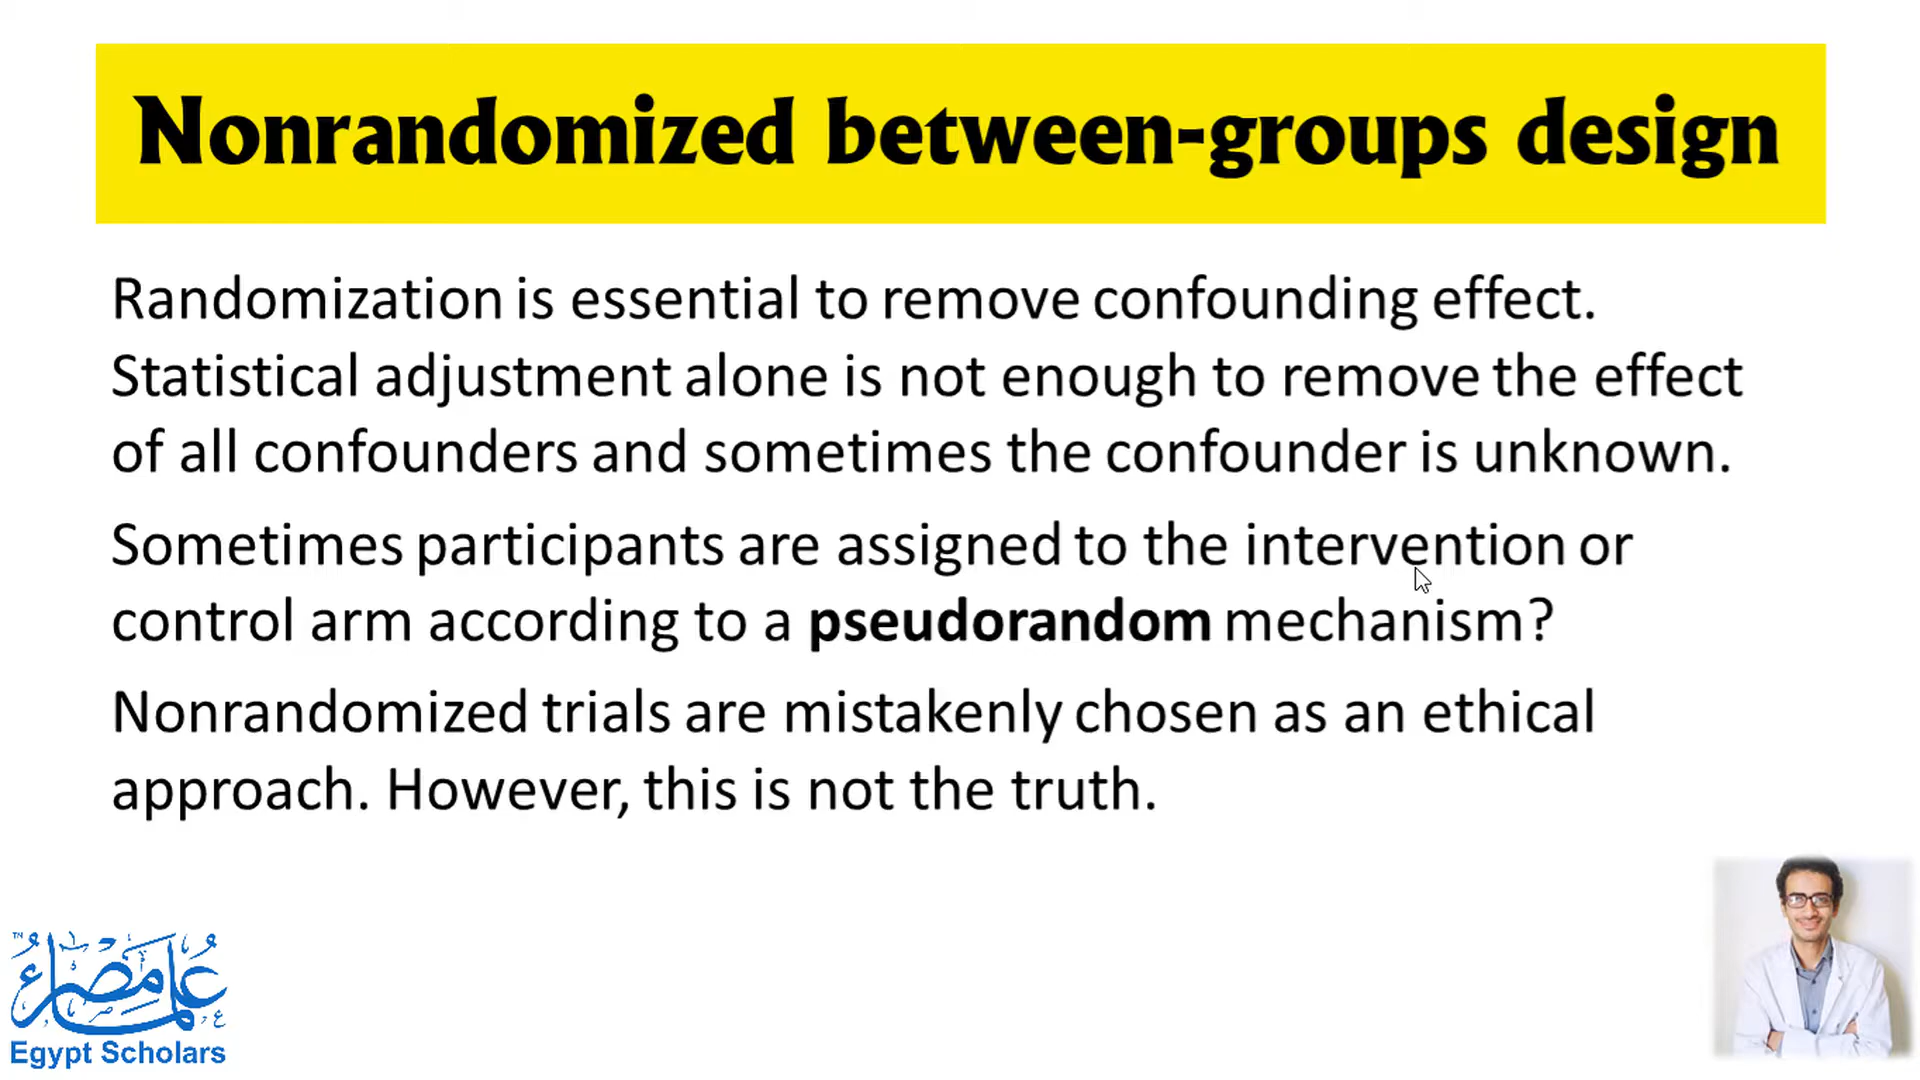 Nonrandomized between-groups design
Randomization is essential to remove confounding effect.
Statistical adjustment alone is not enough to remove the effect
of all confounders and sometimes the confounder is unknown.
Sometimes participants are assigned to the intervention or
control arm according to a pseudorandom mechanism?
Nonrandomized trials are mistakenly chosen as an ethical
approach. However, this is not the truth.
علماء مصر
TM
Egypt Scholars